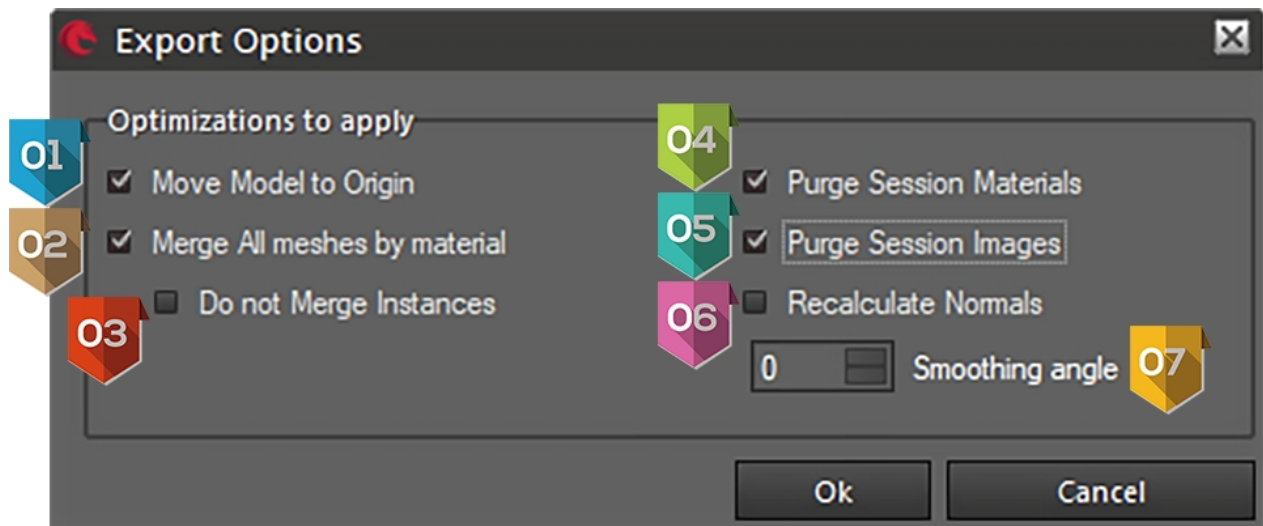 Export Options
Optimizations to apply
01
Move Model to Origin
02
Merge All meshes by material
03
Do not Merge Instances
04
Purge Session Materials
05
Purge Session Images
06
Recalculate Normals
0 Smoothing angle
07
Ok
Cancel